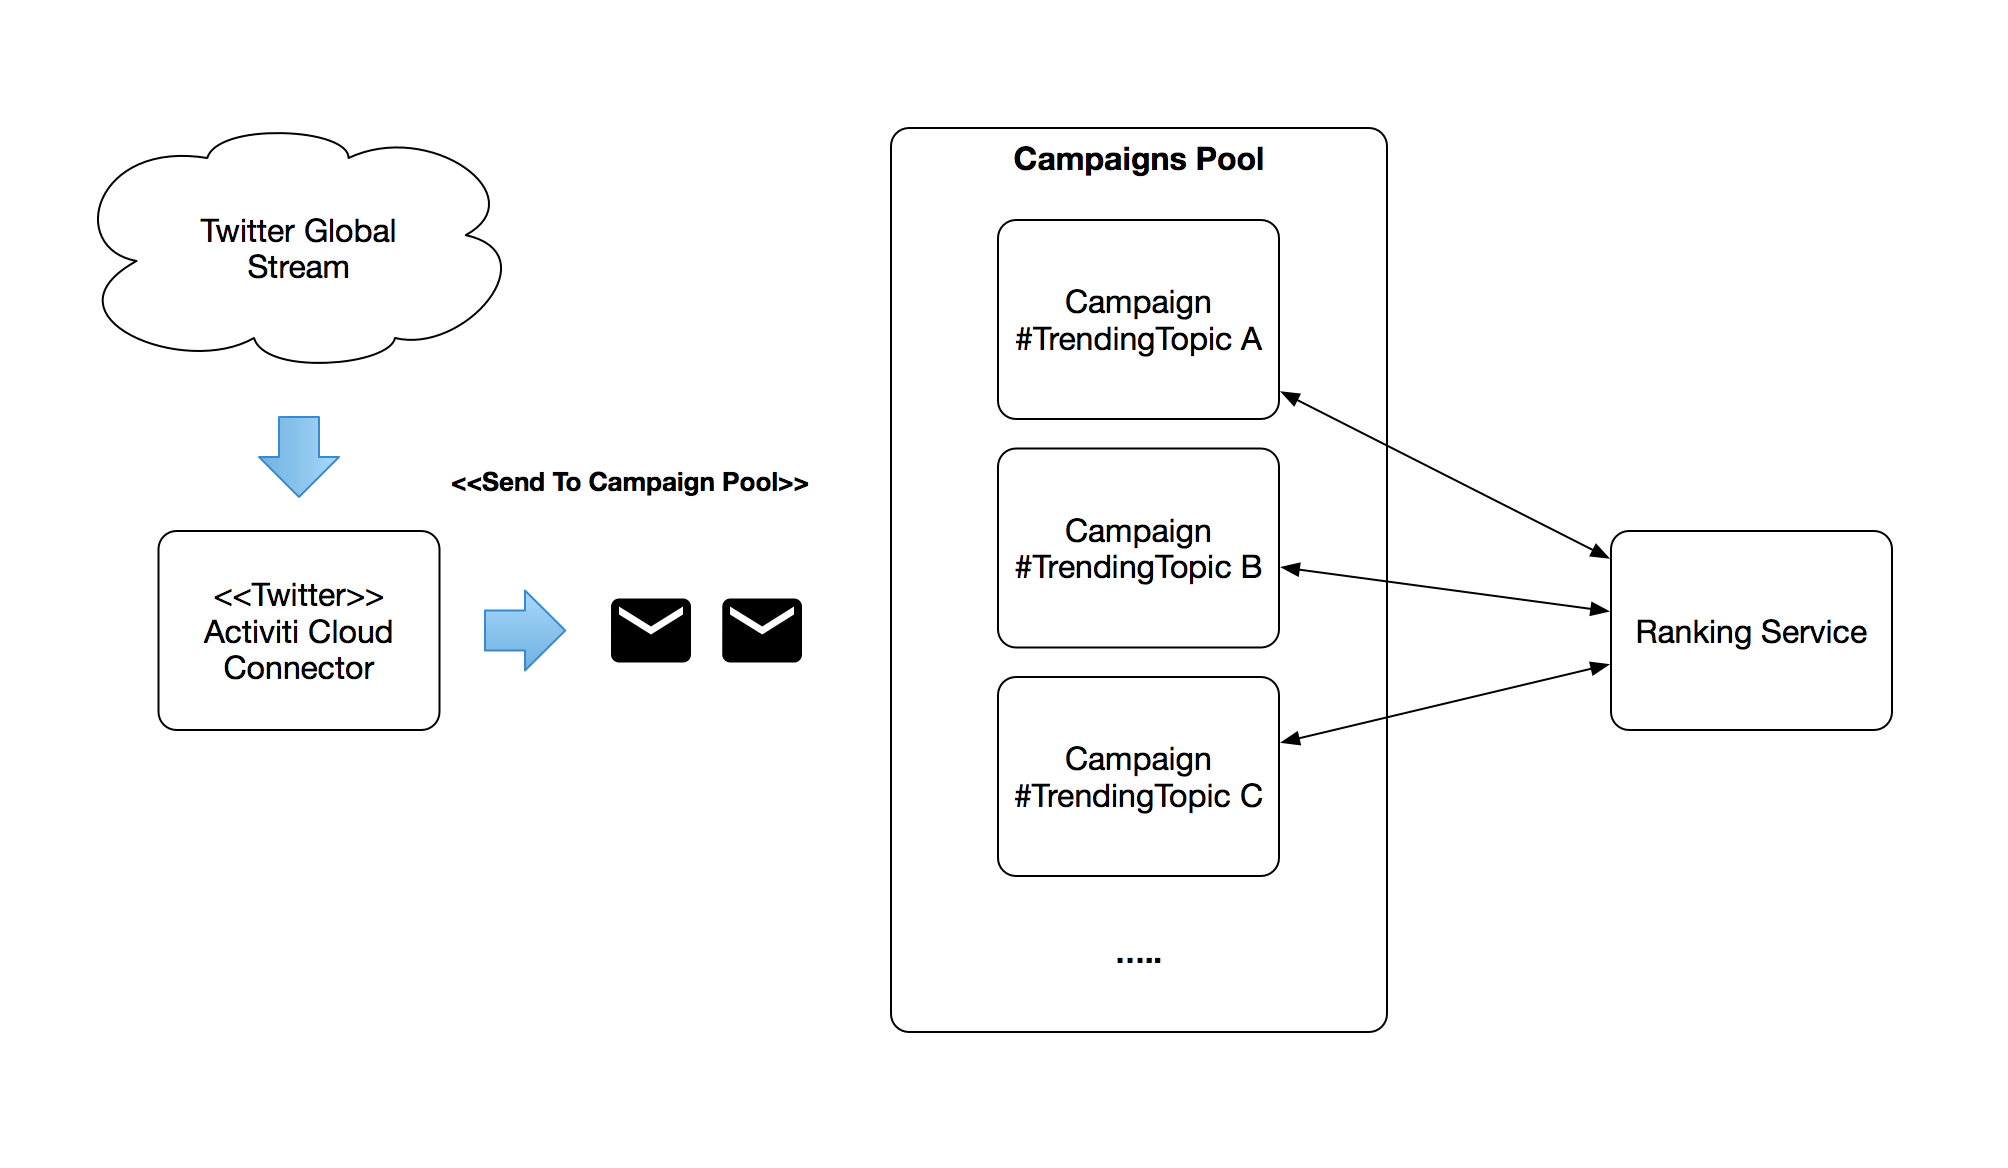 Twitter Global
Stream
<<Send To Campaign Pool>>
<<Twitter>>
Activiti Cloud
Connector
Campaigns Pool
Campaign
#TrendingTopic A
Campaign
#TrendingTopic B
Campaign
#TrendingTopic C
.....
Ranking Service